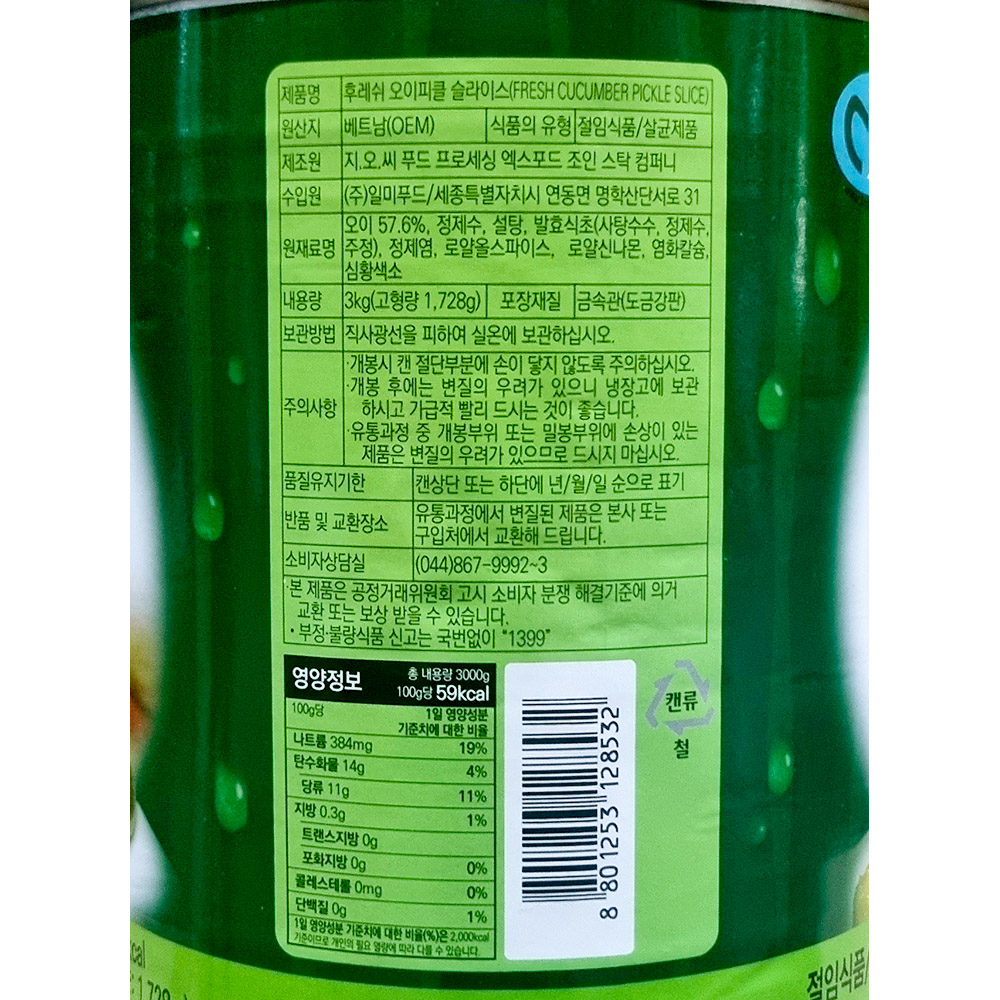 제품명 후레쉬 오이피클 슬라이스(FRESH CUCUMBER PICKLE SLICE)
원산지 베트남(OEM) 식품의 유형 절임식품/살균제품
제조원 지.오.씨 푸드 프로세싱 엑스포드 조인 스탁 컴퍼니
수입원 (주)일미푸드/세종특별자치시 연동면 명학산단서로 31
원재료명 오이 57.6%, 정제수, 설탕, 발효식초(사탕수수, 정제수,
주정), 정제염, 로얄올스파이스, 로얄신나몬, 염화칼슘,
심황색소
내용량 3kg(고형량 1,728g) 포장재질 금속관(도금강판)
보관방법 직사광선을 피하여 실온에 보관하십시오.
주의사항 ·개봉시 캔 절단부분에 손이 닿지 않도록 주의하십시오.
·개봉 후에는 변질의 우려가 있으니 냉장고에 보관
하시고 가급적 빨리 드시는 것이 좋습니다.
·유통과정 중 개봉부위 또는 밀봉부위에 손상이 있는
제품은 변질의 우려가 있으므로 드시지 마십시오.
품질유지기한 캔상단 또는 하단에 년/월/일 순으로 표기
반품 및 교환장소 유통과정에서 변질된 제품은 본사 또는
구입처에서 교환해 드립니다.
소비자상담실 (044)867-9992~3
·본 제품은 공정거래위원회 고시 소비자 분쟁 해결기준에 의거
교환 또는 보상 받을 수 있습니다.
·부정·불량식품 신고는 국번없이 "1399"
영양정보 총 내용량 3000g
100g당 59kcal
100g당 1일 영양성분
기준치에 대한 비율
나트륨 384mg 19%
탄수화물 14g 4%
당류 11g 11%
지방 0.3g 1%
트랜스지방 0g
포화지방 0g 0%
콜레스테롤 0mg 0%
단백질 0g 1%
1일 영양성분 기준치에 대한 비율(%)은 2,000kcal
기준이므로 개인의 필요 열량에 따라 다를 수 있습니다.
8 801253 128532
캔류
철
절임식품/